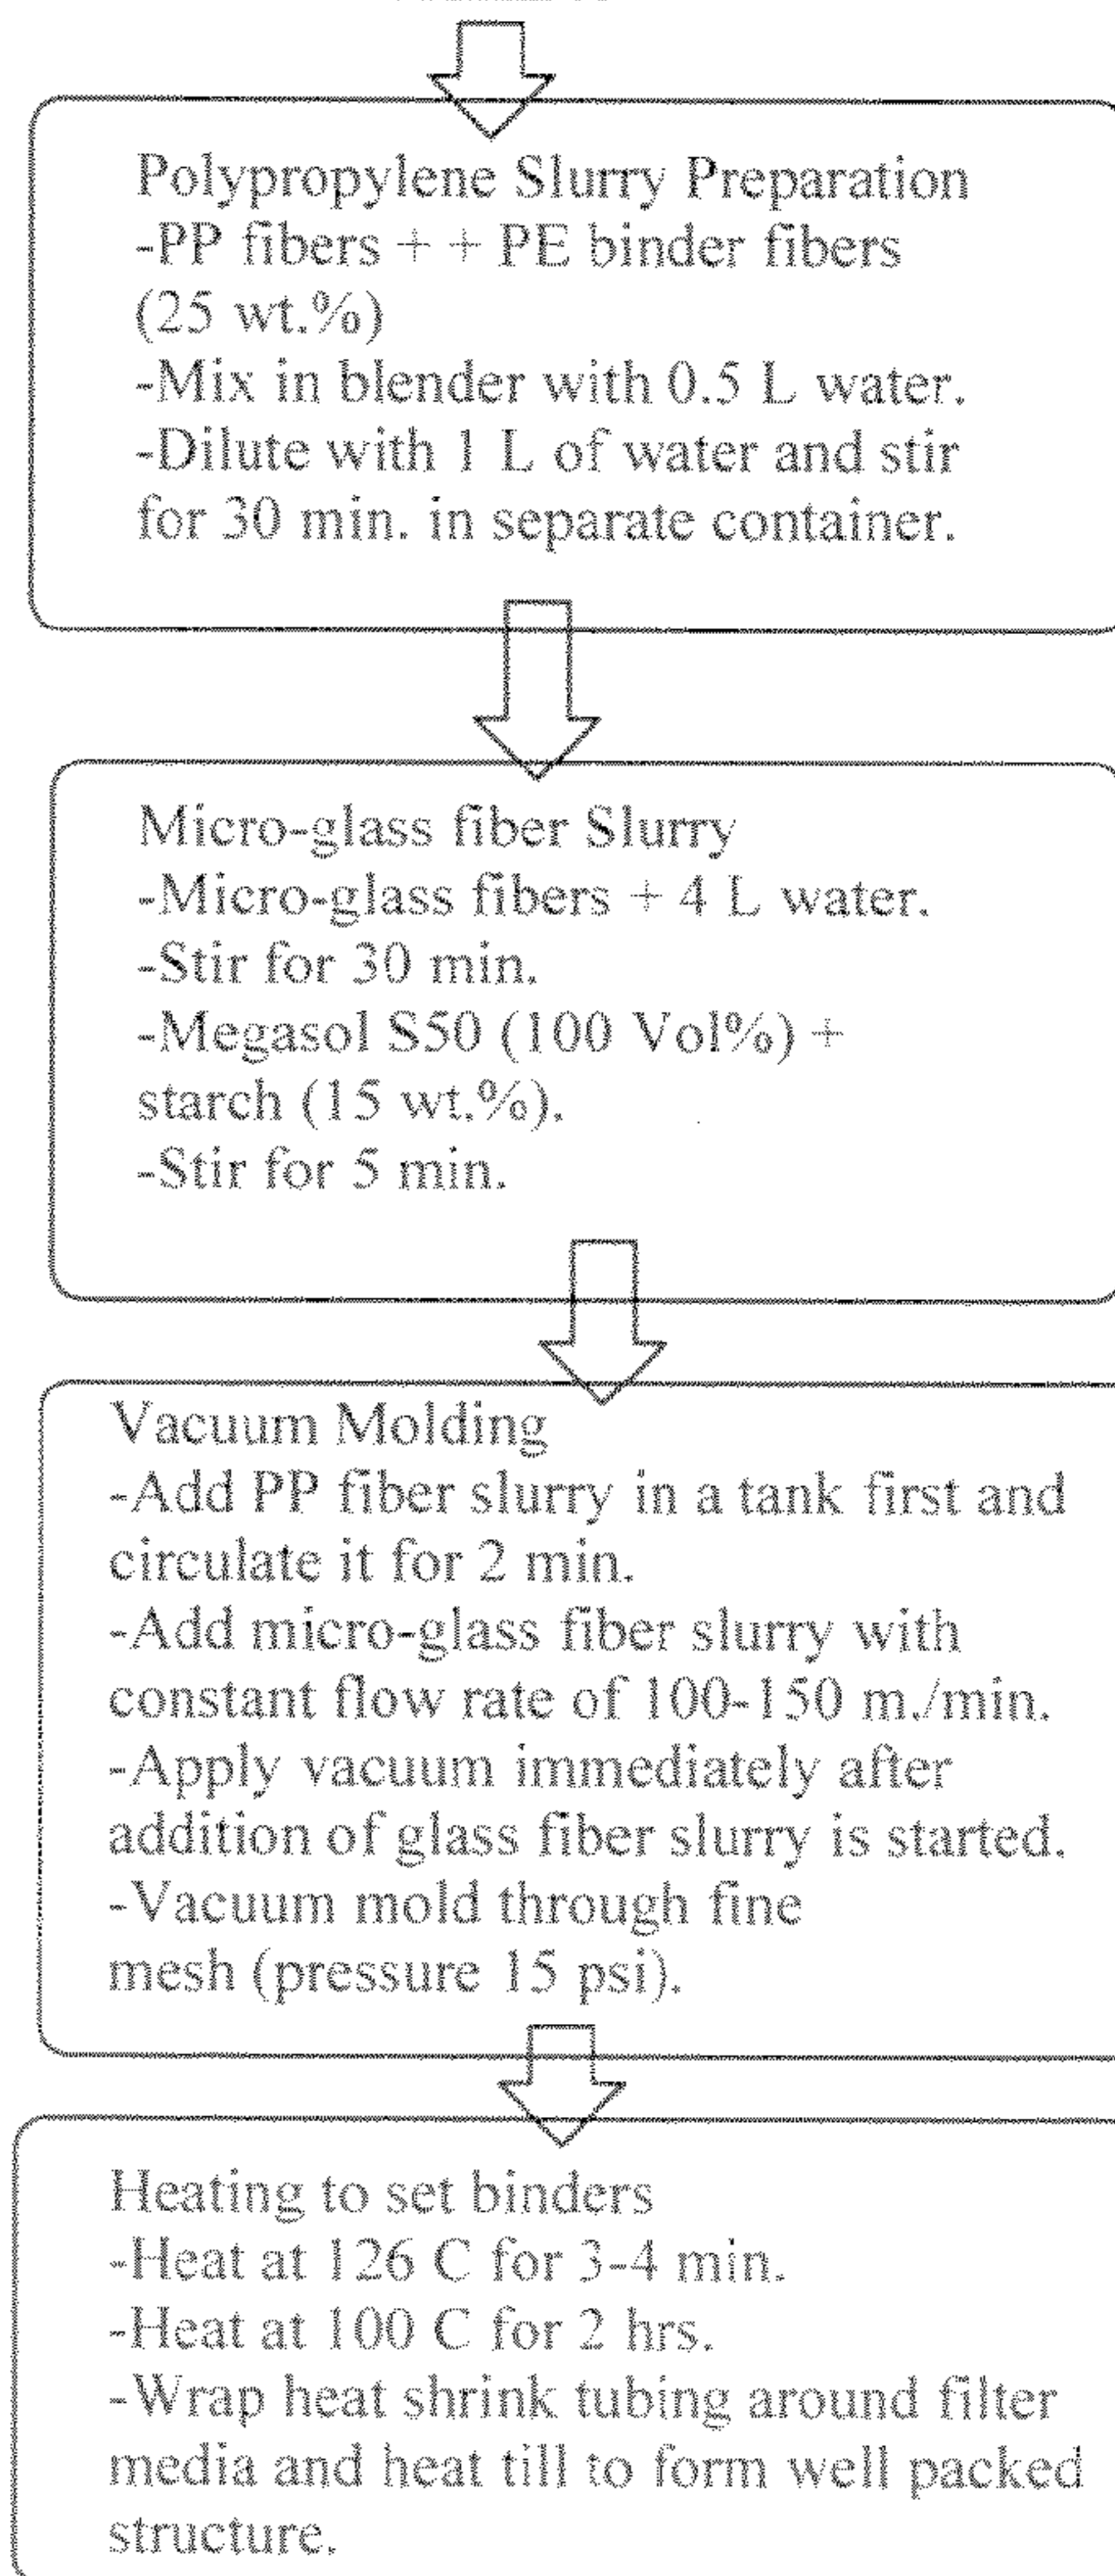 Polypropylene Slurry Preparation
-PP fibers + + PE binder fibers
(25 wt.%)
-Mix in blender with 0.5 L water.
-Dilute with 1 L of water and stir
for 30 min. in separate container.
Micro-glass fiber Slurry
-Micro-glass fibers + 4 L water.
-Stir for 30 min.
-Megasol S50 (100 Vol%) +
starch (15 wt.%).
-Stir for 5 min.
Vacuum Molding
-Add PP fiber slurry in a tank first and
circulate it for 2 min.
-Add micro-glass fiber slurry with
constant flow rate of 100-150 m./min.
-Apply vacuum immediately after
addition of glass fiber slurry is started.
-Vacuum mold through fine
mesh (pressure 15 psi).
Heating to set binders
-Heat at 126 C for 3-4 min.
-Heat at 100 C for 2 hrs.
-Wrap heat shrink tubing around filter
media and heat till to form well packed
structure.